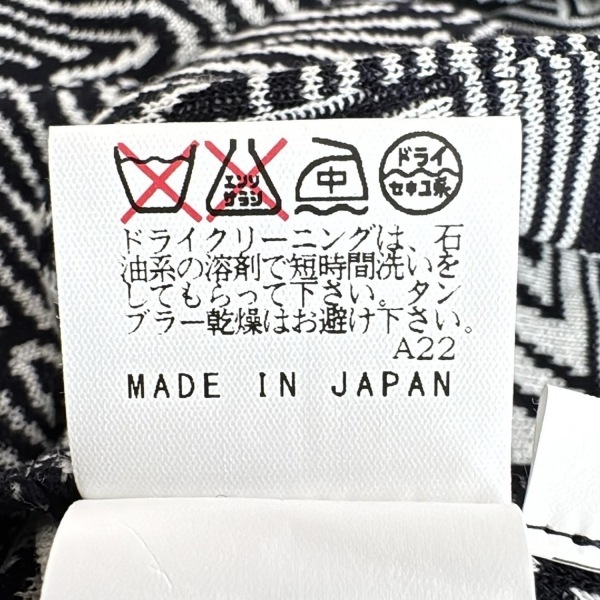 エンソ
サラシ
中
ドライ
セキユ系
ドライクリーニングは、石
油系の溶剤で短時間洗いを
してもらって下さい。タン
ブラー乾燥はお避け下さい。
A22
MADE IN JAPAN